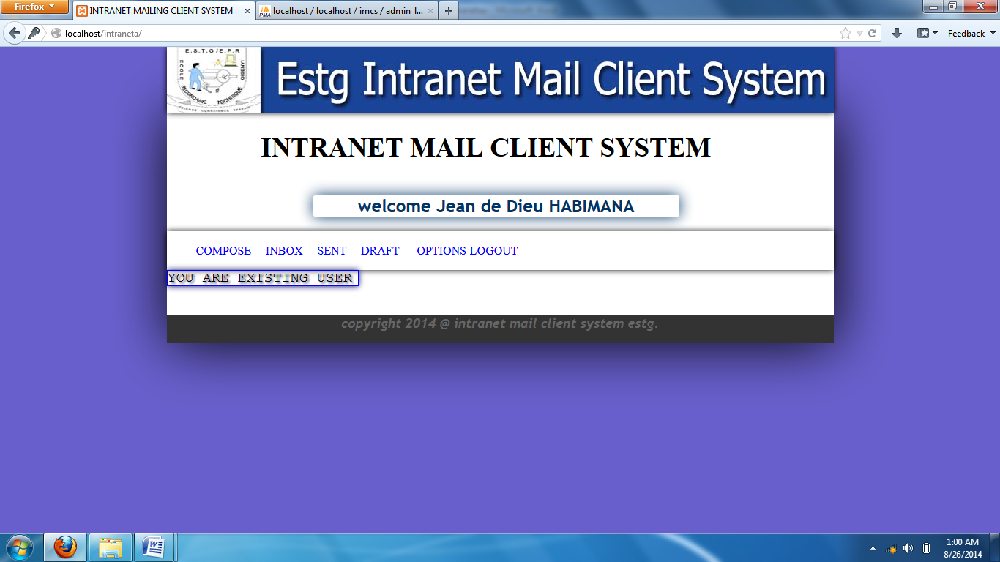 Firefox
INTRANET MAILING CLIENT SYSTEM
localhost / localhost / imcs / admin_l...
localhost/intraneta/
Feedback
E.S.T.G/E.P.R
ECOLE SECONDAIRE TECHNIQUE GISENYI
Estg Intranet Mail Client System
INTRANET MAIL CLIENT SYSTEM
welcome Jean de Dieu HABIMANA
COMPOSE INBOX SENT DRAFT OPTIONS LOGOUT
YOU ARE EXISTING USER
copyright 2014 @ intranet mail client system estg.
1:00 AM
8/26/2014